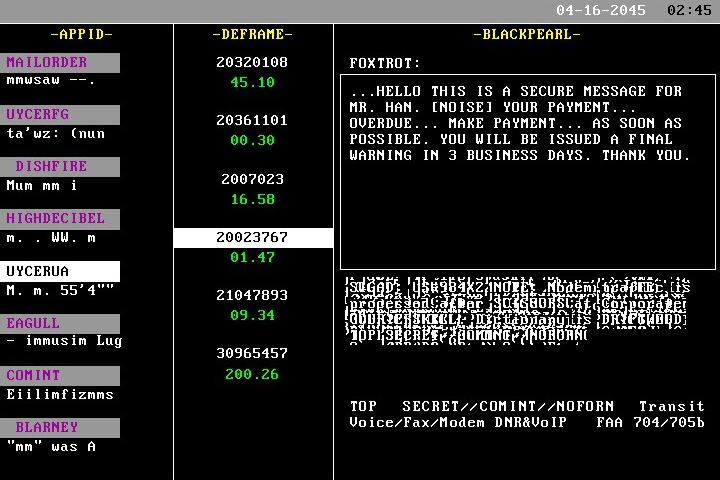 04-16-2045 02:45
-APPID-
MAILORDER
mmwsaw --.
UYCERFG
ta'wz: (nun
DISHFIRE
Mum mm i
HIGHDECIBEL
m. . WW. m
UYCERUA
M. m. 55'4""
EAGULL
- immusim Lug
COMINT
Eiilimfizmms
BLARNEY
"mm" was A
-DEFRAME-
20320108
45.10
20361101
00.30
2007023
16.58
20023767
01.47
21047893
09.34
30965457
200.26
-BLACKPEARL-
FOXTROT:
...HELLO THIS IS A SECURE MESSAGE FOR
MR. HAN. [NOISE] YOUR PAYMENT...
OVERDUE... MAKE PAYMENT... AS SOON AS
POSSIBLE. YOU WILL BE ISSUED A FINAL
WARNING IN 3 BUSINESS DAYS. THANK YOU.
TOP SECRET//COMINT//NOFORN
TOP SECRET//COMINT//NOFORN Transit
Voice/Fax/Modem DNR&VoIP FAA 704/705b